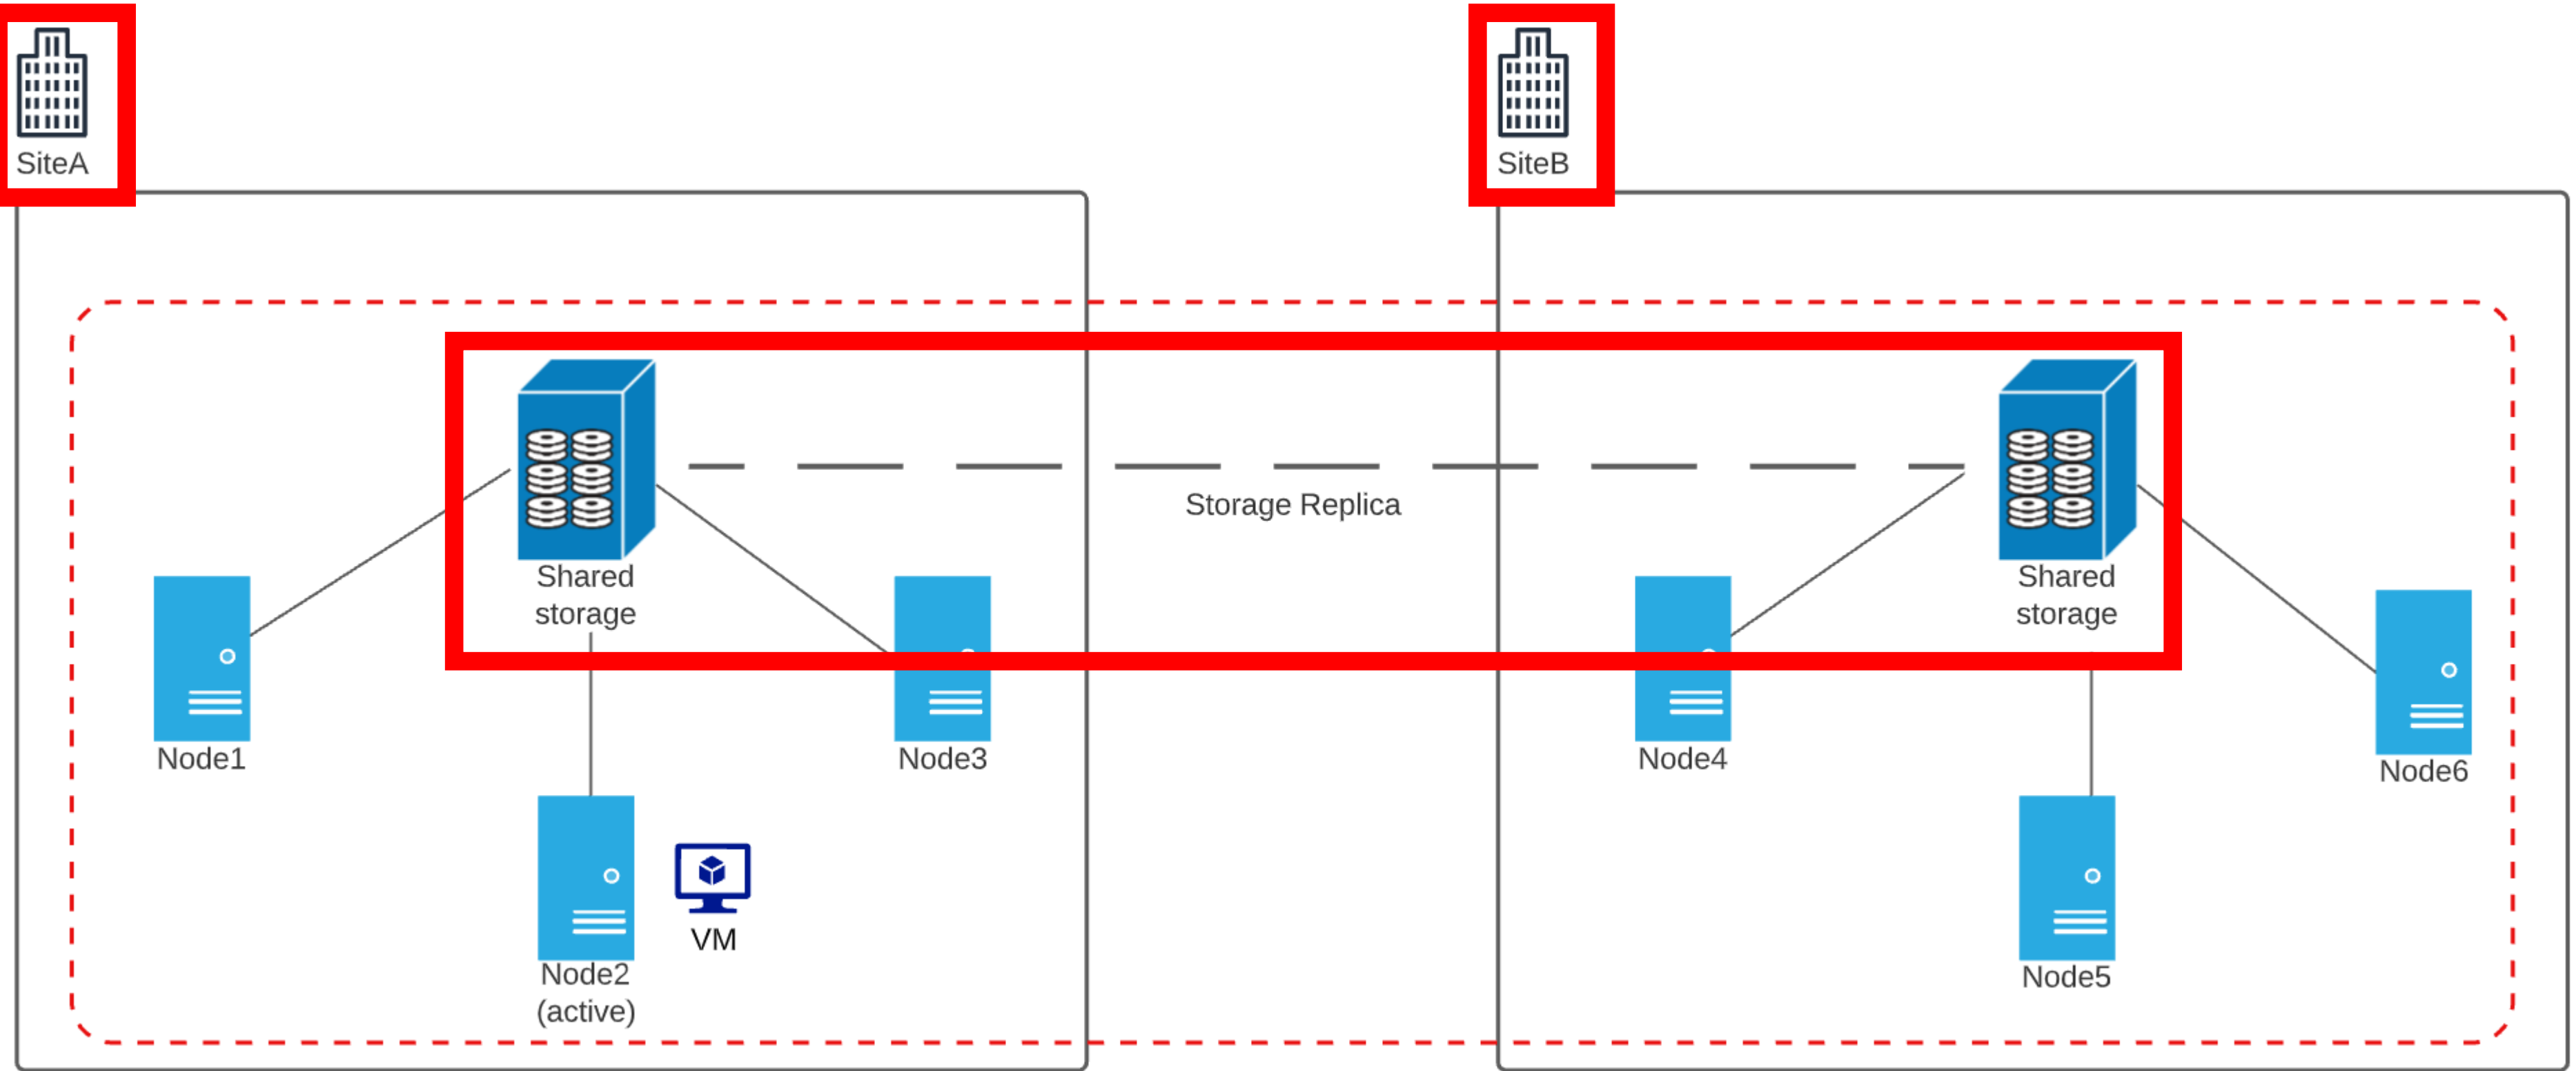 SiteA
SiteB
Storage Replica
Shared
storage
Shared
storage
Node1
Node3
Node4
Node6
VM
Node2
(active)
Node5